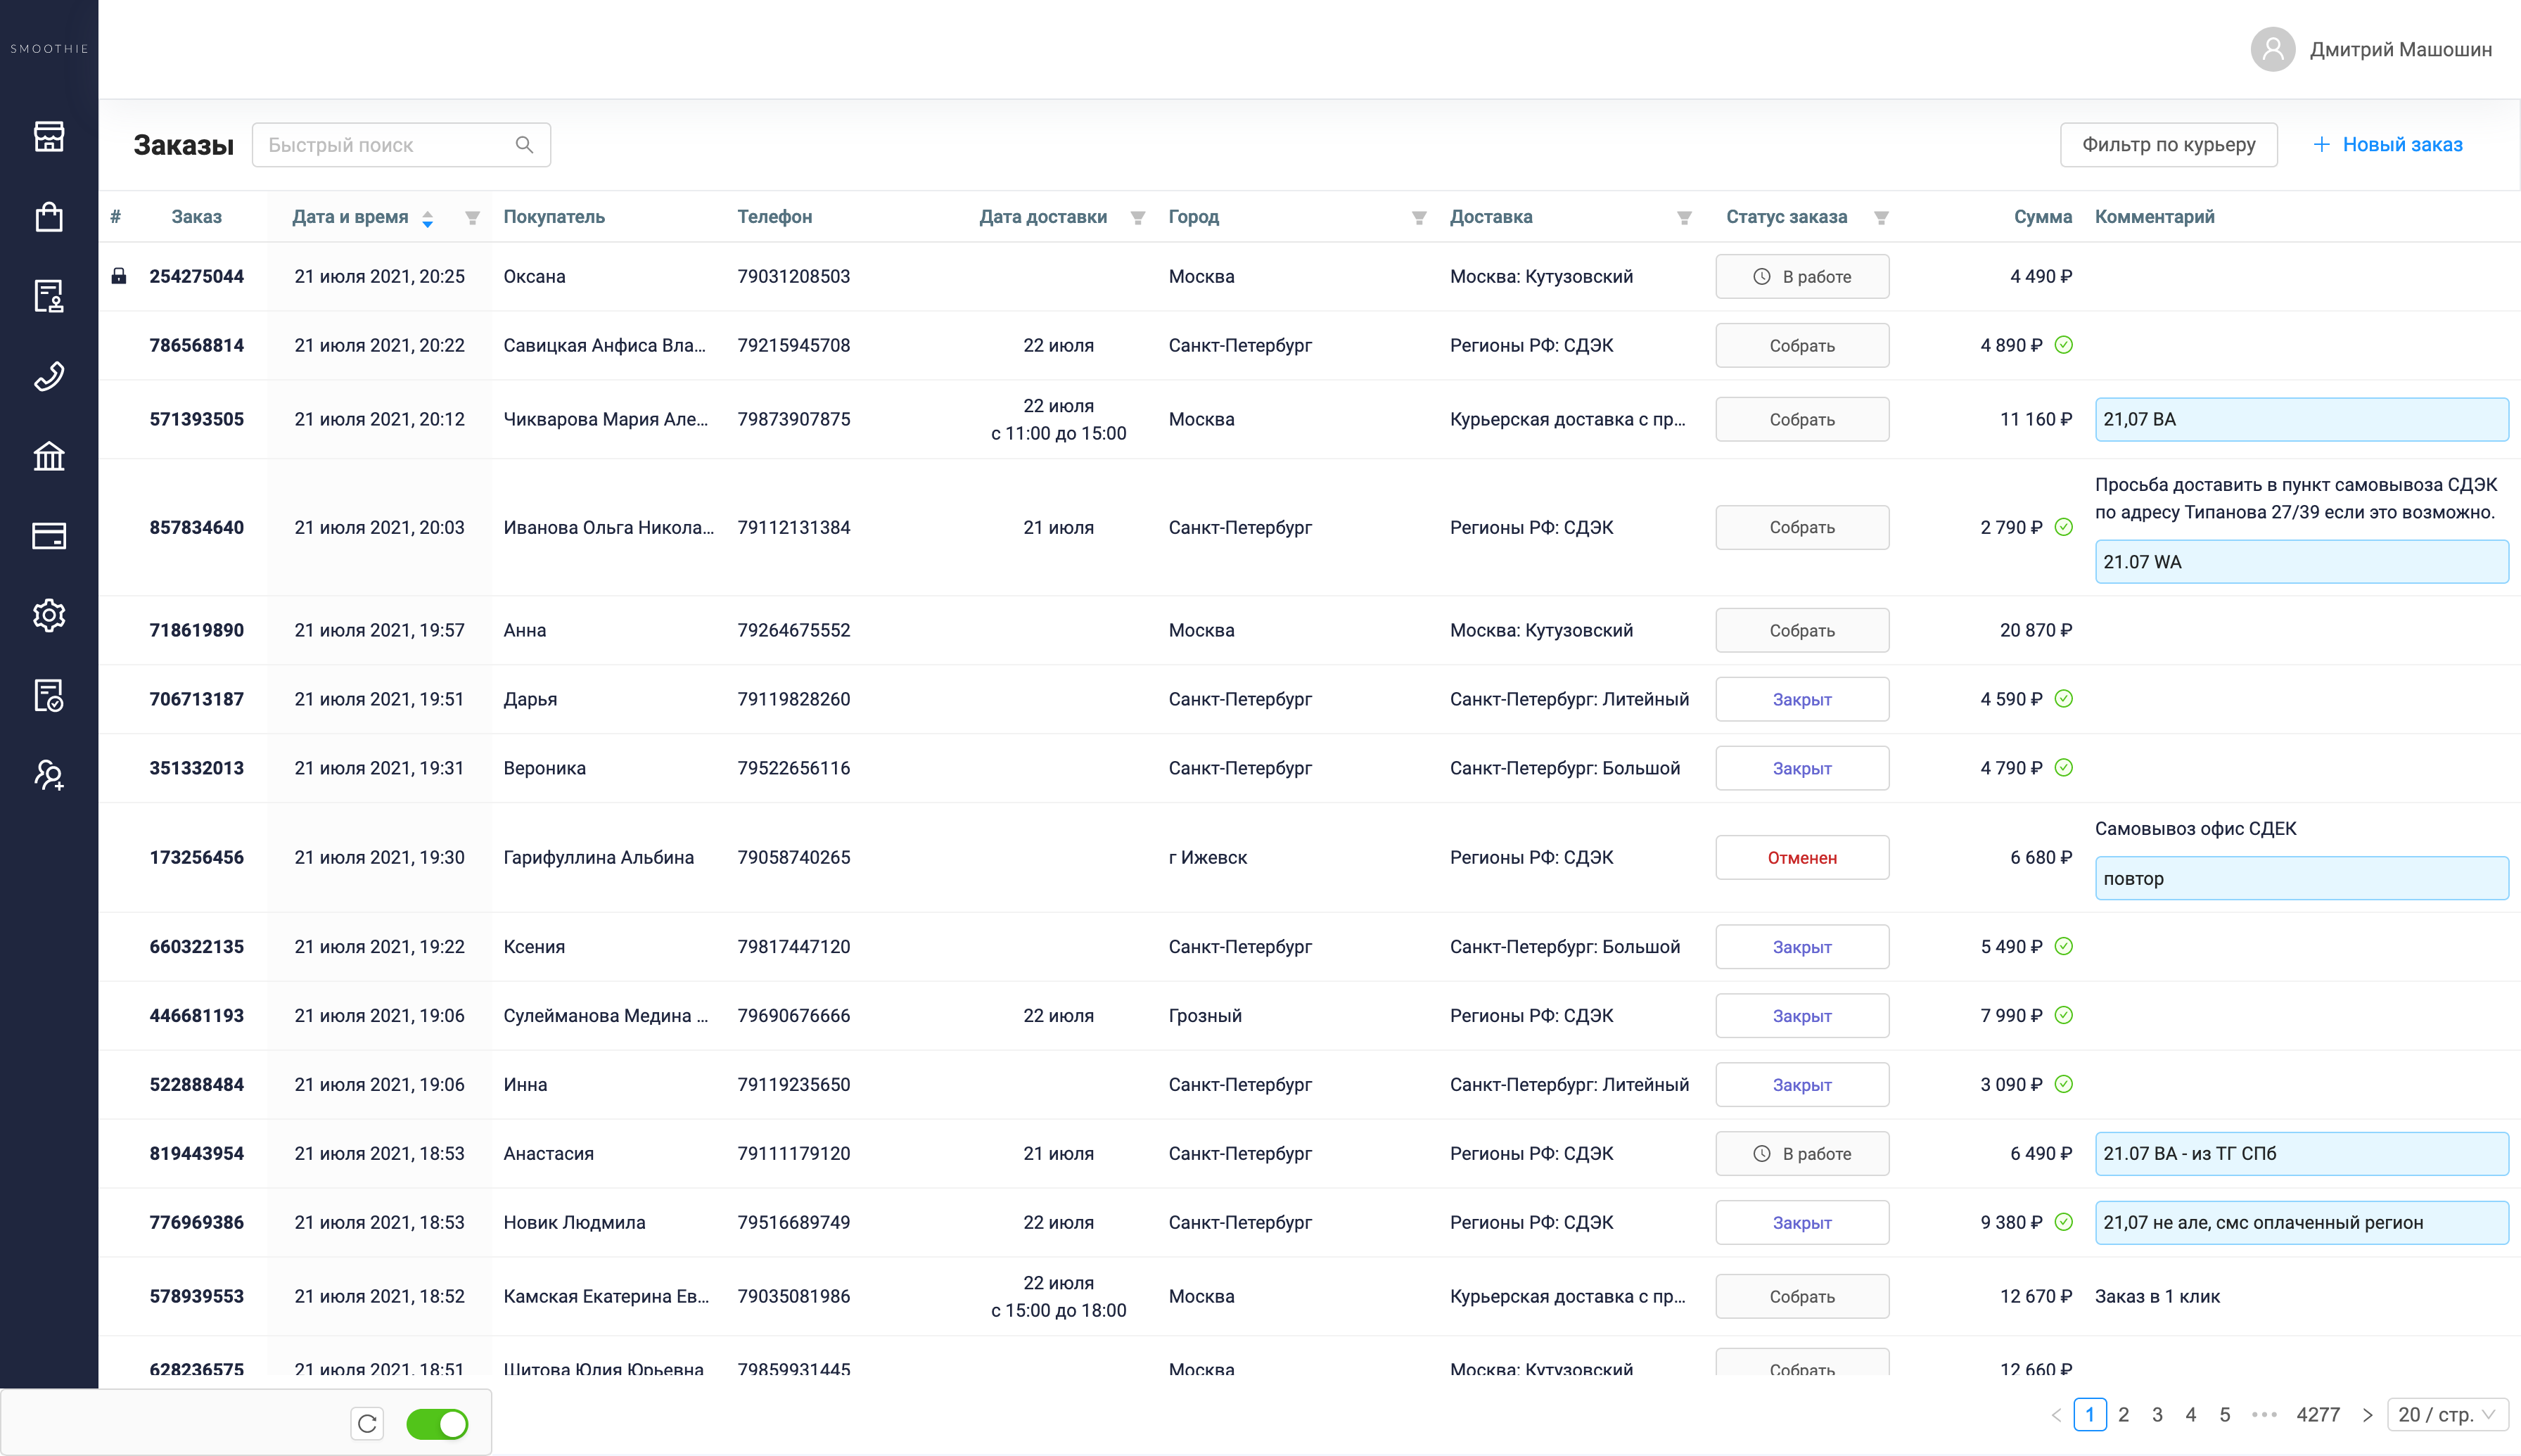 SMOOTHIE
Дмитрий Машошин
Заказы Быстрый поиск Фильтр по курьеру + Новый заказ
# Заказ Дата и время Покупатель Телефон Дата доставки Город Доставка Статус заказа Сумма Комментарий
254275044 21 июля 2021, 20:25 Оксана 79031208503 Москва Москва: Кутузовский В работе 4 490 ₽
786568814 21 июля 2021, 20:22 Савицкая Анфиса Вла... 79215945708 22 июля Санкт-Петербург Регионы РФ: СДЭК Собрать 4 890 ₽
571393505 21 июля 2021, 20:12 Чикварова Мария Але... 79873907875 22 июля Москва Курьерская доставка с пр... Собрать 11 160 ₽ 21,07 ВА
с 11:00 до 15:00
Просьба доставить в пункт самовывоза СДЭК
по адресу Типанова 27/39 если это возможно.
857834640 21 июля 2021, 20:03 Иванова Ольга Никола... 79112131384 21 июля Санкт-Петербург Регионы РФ: СДЭК Собрать 2 790 ₽
21.07 WA
718619890 21 июля 2021, 19:57 Анна 79264675552 Москва Москва: Кутузовский Собрать 20 870 ₽
706713187 21 июля 2021, 19:51 Дарья 79119828260 Санкт-Петербург Санкт-Петербург: Литейный Закрыт 4 590 ₽
351332013 21 июля 2021, 19:31 Вероника 79522656116 Санкт-Петербург Санкт-Петербург: Большой Закрыт 4 790 ₽
Самовывоз офис СДЕК
173256456 21 июля 2021, 19:30 Гарифуллина Альбина 79058740265 г Ижевск Регионы РФ: СДЭК Отменен 6 680 ₽
повтор
660322135 21 июля 2021, 19:22 Ксения 79817447120 Санкт-Петербург Санкт-Петербург: Большой Закрыт 5 490 ₽
446681193 21 июля 2021, 19:06 Сулейманова Медина ... 79690676666 22 июля Грозный Регионы РФ: СДЭК Закрыт 7 990 ₽
522888484 21 июля 2021, 19:06 Инна 79119235650 Санкт-Петербург Санкт-Петербург: Литейный Закрыт 3 090 ₽
819443954 21 июля 2021, 18:53 Анастасия 79111179120 21 июля Санкт-Петербург Регионы РФ: СДЭК В работе 6 490 ₽ 21.07 ВА - из ТГ СПб
776969386 21 июля 2021, 18:53 Новик Людмила 79516689749 22 июля Санкт-Петербург Регионы РФ: СДЭК Закрыт 9 380 ₽ 21,07 не але, смс оплаченный регион
578939553 21 июля 2021, 18:52 Камская Екатерина Ев... 79035081986 22 июля Москва Курьерская доставка с пр... Собрать 12 670 ₽ Заказ в 1 клик
с 15:00 до 18:00
628236575 21 июля 2021, 18:51 Шитова Юлия Юрьевна 79859931445 Москва Москва: Кутузовский Собрать 12 660 ₽
< 1 2 3 4 5 ••• 4277 > 20 / стр.